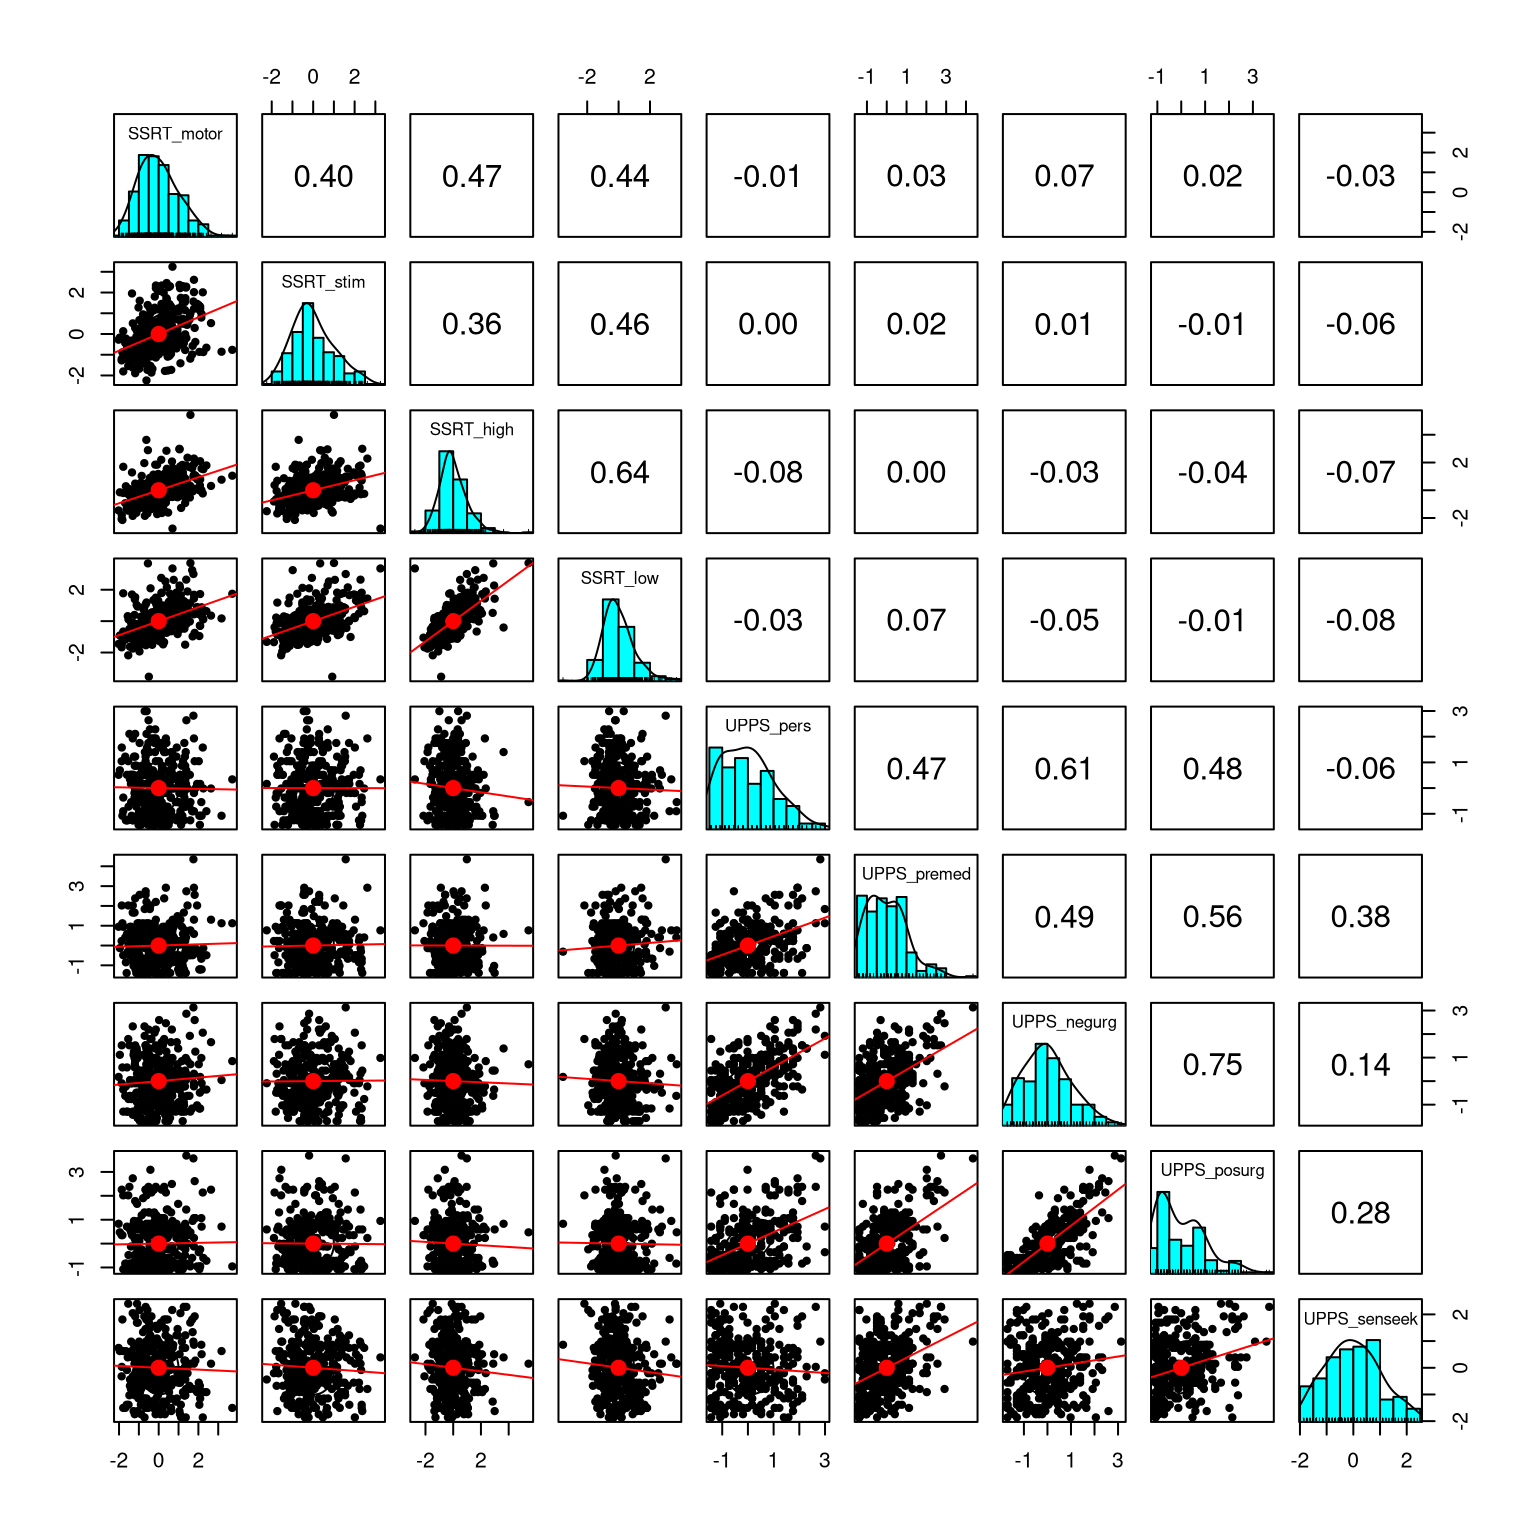 -2 0 2 -2 2 -1 1 3 -1 1 3
SSRT_motor 0.40 0.47 0.44 -0.01 0.03 0.07 0.02 -0.03 -2 0 2
-2 0 2 SSRT_stim 0.36 0.46 0.00 0.02 0.01 -0.01 -0.06
SSRT_high 0.64 -0.08 0.00 -0.03 -0.04 -0.07 -2 2
-2 2 SSRT_low -0.03 0.07 -0.05 -0.01 -0.08
UPPS_pers 0.47 0.61 0.48 -0.06 -1 1 3
-1 1 3 UPPS_premed 0.49 0.56 0.38
UPPS_negurg 0.75 0.14 -1 1 3
-1 1 3 UPPS_posurg 0.28
UPPS_senseek -2 0 2
-2 0 2 -2 2 -1 1 3 -1 1 3 -2 0 2